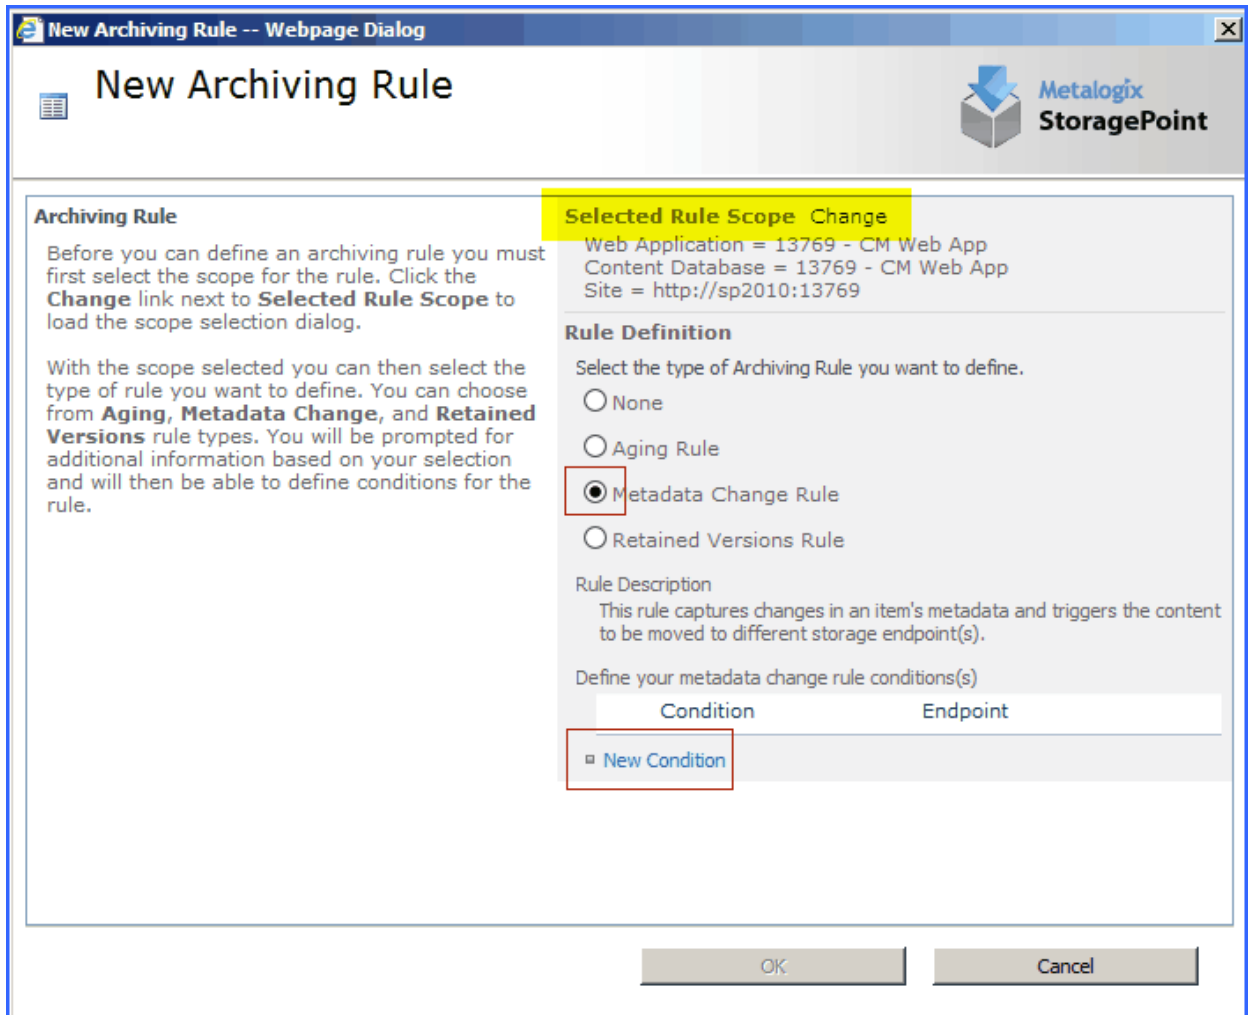 New Archiving Rule -- Webpage Dialog
New Archiving Rule
Metalogix
StoragePoint
Archiving Rule
Before you can define an archiving rule you must
first select the scope for the rule. Click the
Change link next to Selected Rule Scope to
load the scope selection dialog.
With the scope selected you can then select the
type of rule you want to define. You can choose
from Aging, Metadata Change, and Retained
Versions rule types. You will be prompted for
additional information based on your selection
and will then be able to define conditions for the
rule.
Selected Rule Scope Change
Web Application = 13769 - CM Web App
Content Database = 13769 - CM Web App
Site = http://sp2010:13769
Rule Definition
Select the type of Archiving Rule you want to define.
None
Aging Rule
Metadata Change Rule
Retained Versions Rule
Rule Description
This rule captures changes in an item's metadata and triggers the content
to be moved to different storage endpoint(s).
Define your metadata change rule conditions(s)
Condition Endpoint
New Condition
OK Cancel